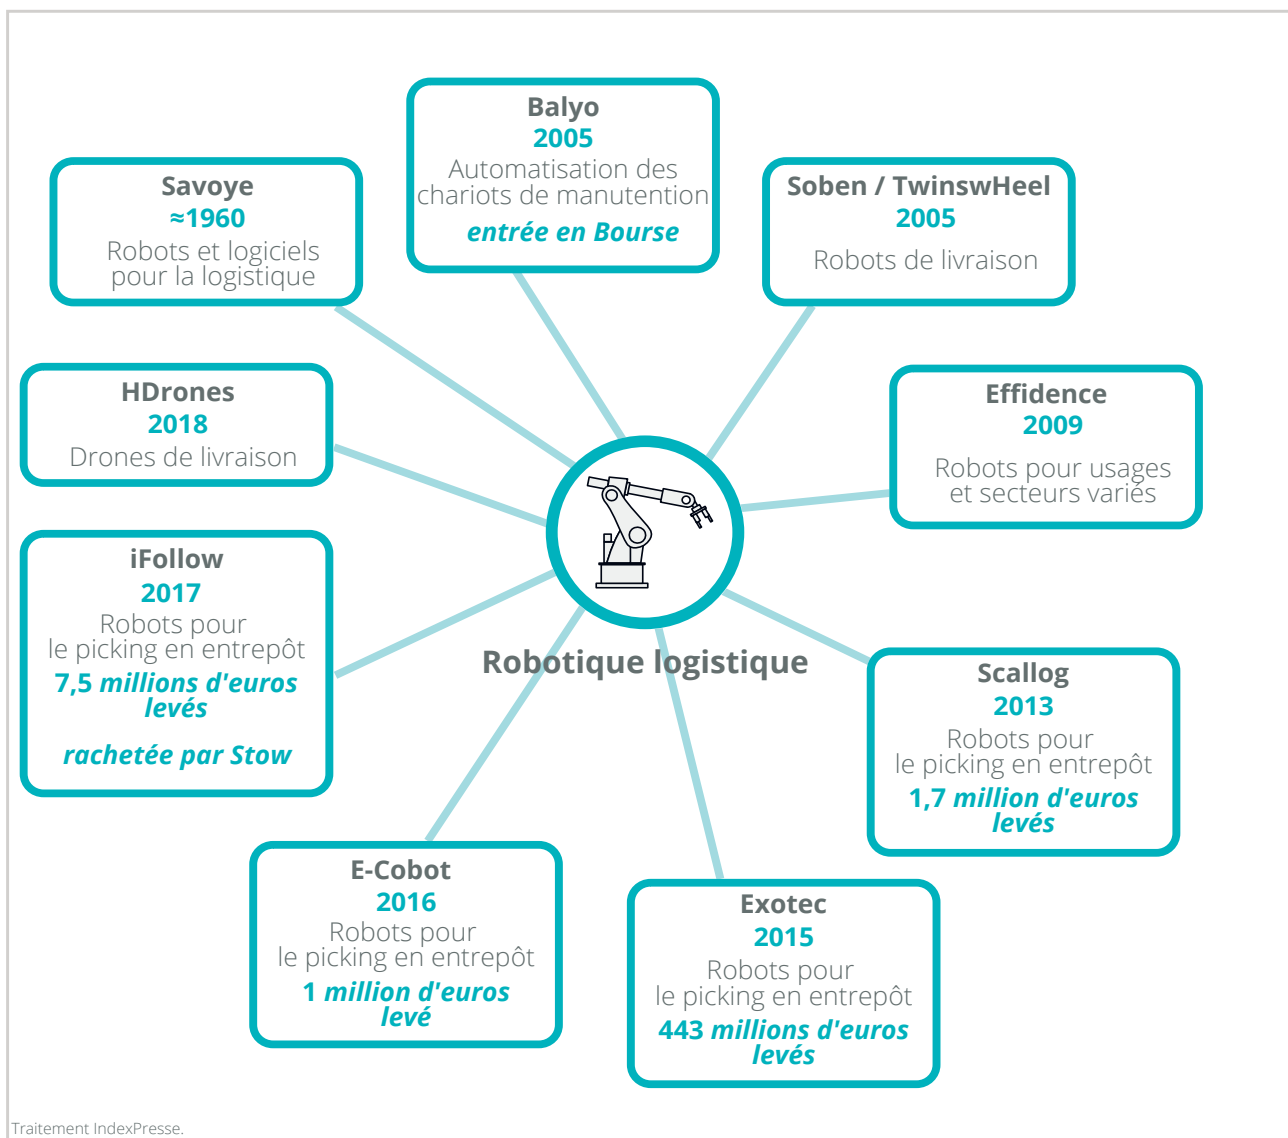 Balyo
2005
Automatisation des
chariots de manutention
entrée en Bourse
Savoye
≈1960
Robots et logiciels
pour la logistique
Soben / TwinswHeel
2005
Robots de livraison
HDrones
2018
Drones de livraison
Effidence
2009
Robots pour usages
et secteurs variés
iFollow
2017
Robots pour
le picking en entrepôt
7,5 millions d'euros
levés
rachetée par Stow
Robotique logistique
Scallog
2013
Robots pour
le picking en entrepôt
1,7 million d'euros
levés
E-Cobot
2016
Robots pour
le picking en entrepôt
1 million d'euros
levé
Exotec
2015
Robots pour
le picking en entrepôt
443 millions d'euros
levés
Traitement IndexPresse.